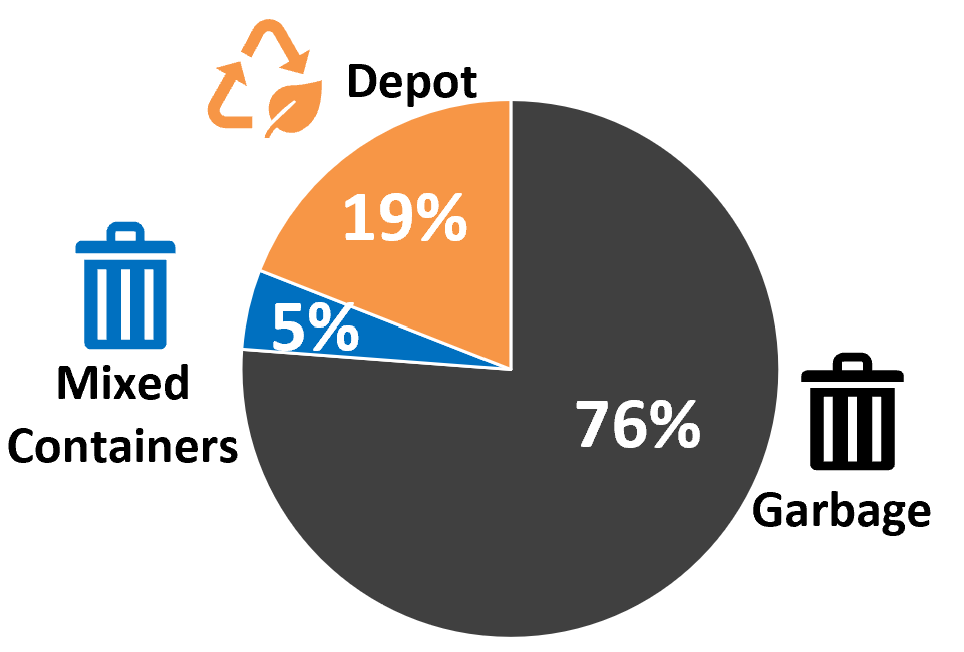 Depot
19%
5%
Mixed
Containers
76%
Garbage